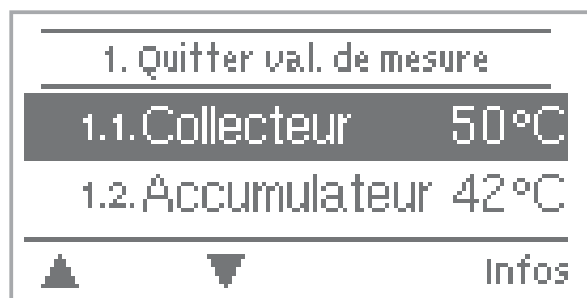 1. Quitter val. de mesure
1.1. Collecteur 50°C
1.2. Accumulateur 42°C
▲ ▼ Infos